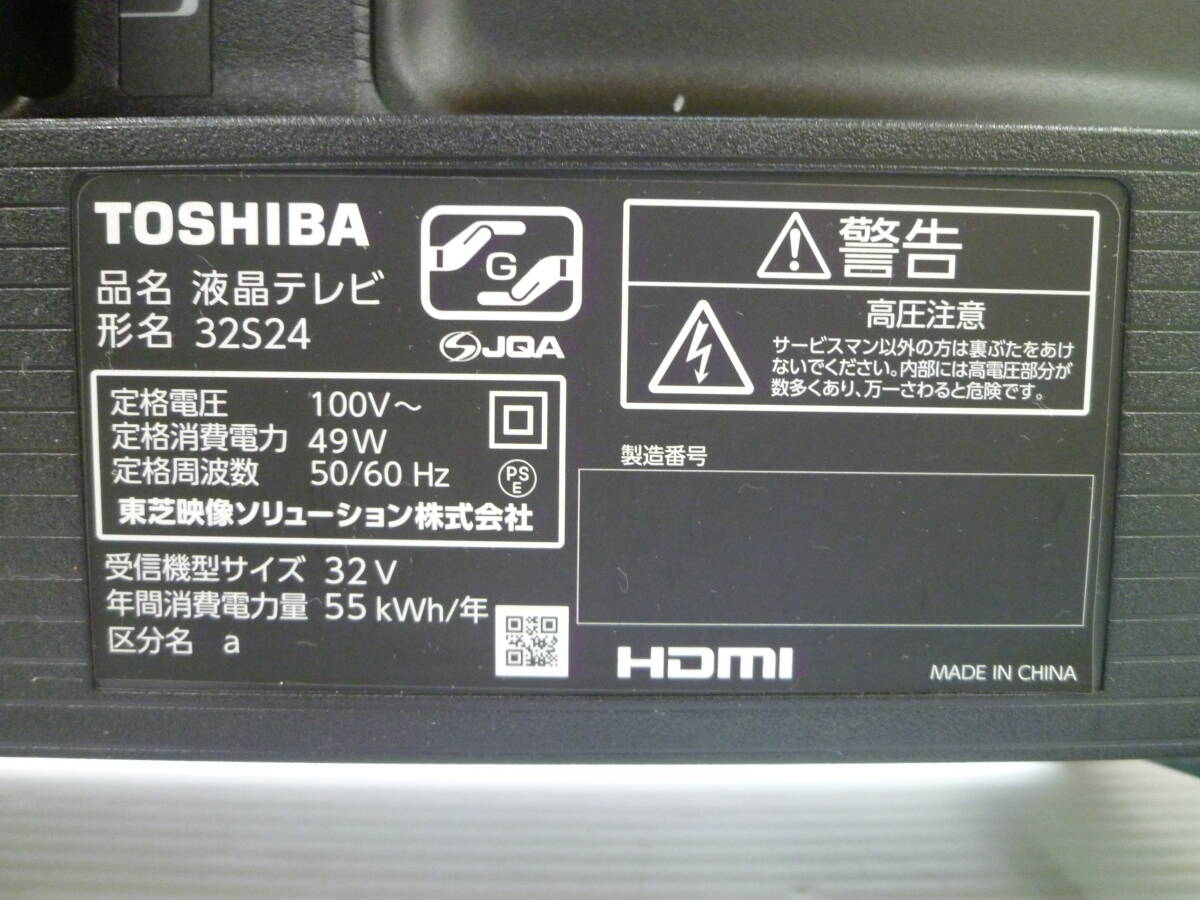 TOSHIBA
品名 液晶テレビ
形名 32S24
G
JQA
定格電圧 100V～
定格消費電力 49W
定格周波数 50/60 Hz
PS
E
東芝映像ソリューション株式会社
受信機型サイズ 32V
年間消費電力量 55 kWh/年
区分名 a
警告
高圧注意
サービスマン以外の方は裏ぶたをあけ
ないでください。内部には高電圧部分が
数多くあり、万一さわると危険です。
製造番号
HDMI
MADE IN CHINA